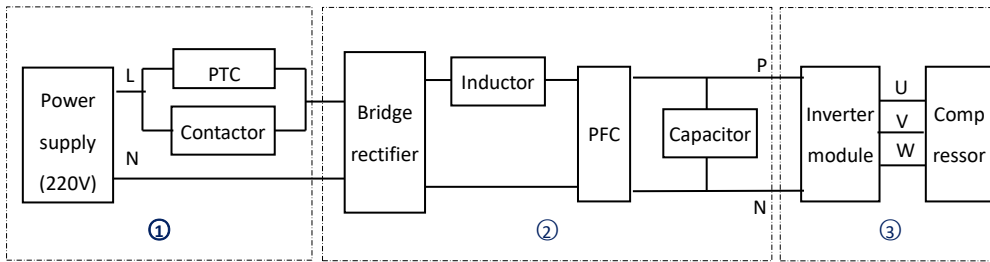 Power
supply
(220V)
L
N
PTC
Contactor
①
Bridge
rectifier
Inductor
PFC
Capacitor
P
N
②
Inverter
module
U
V
W
Comp
ressor
③